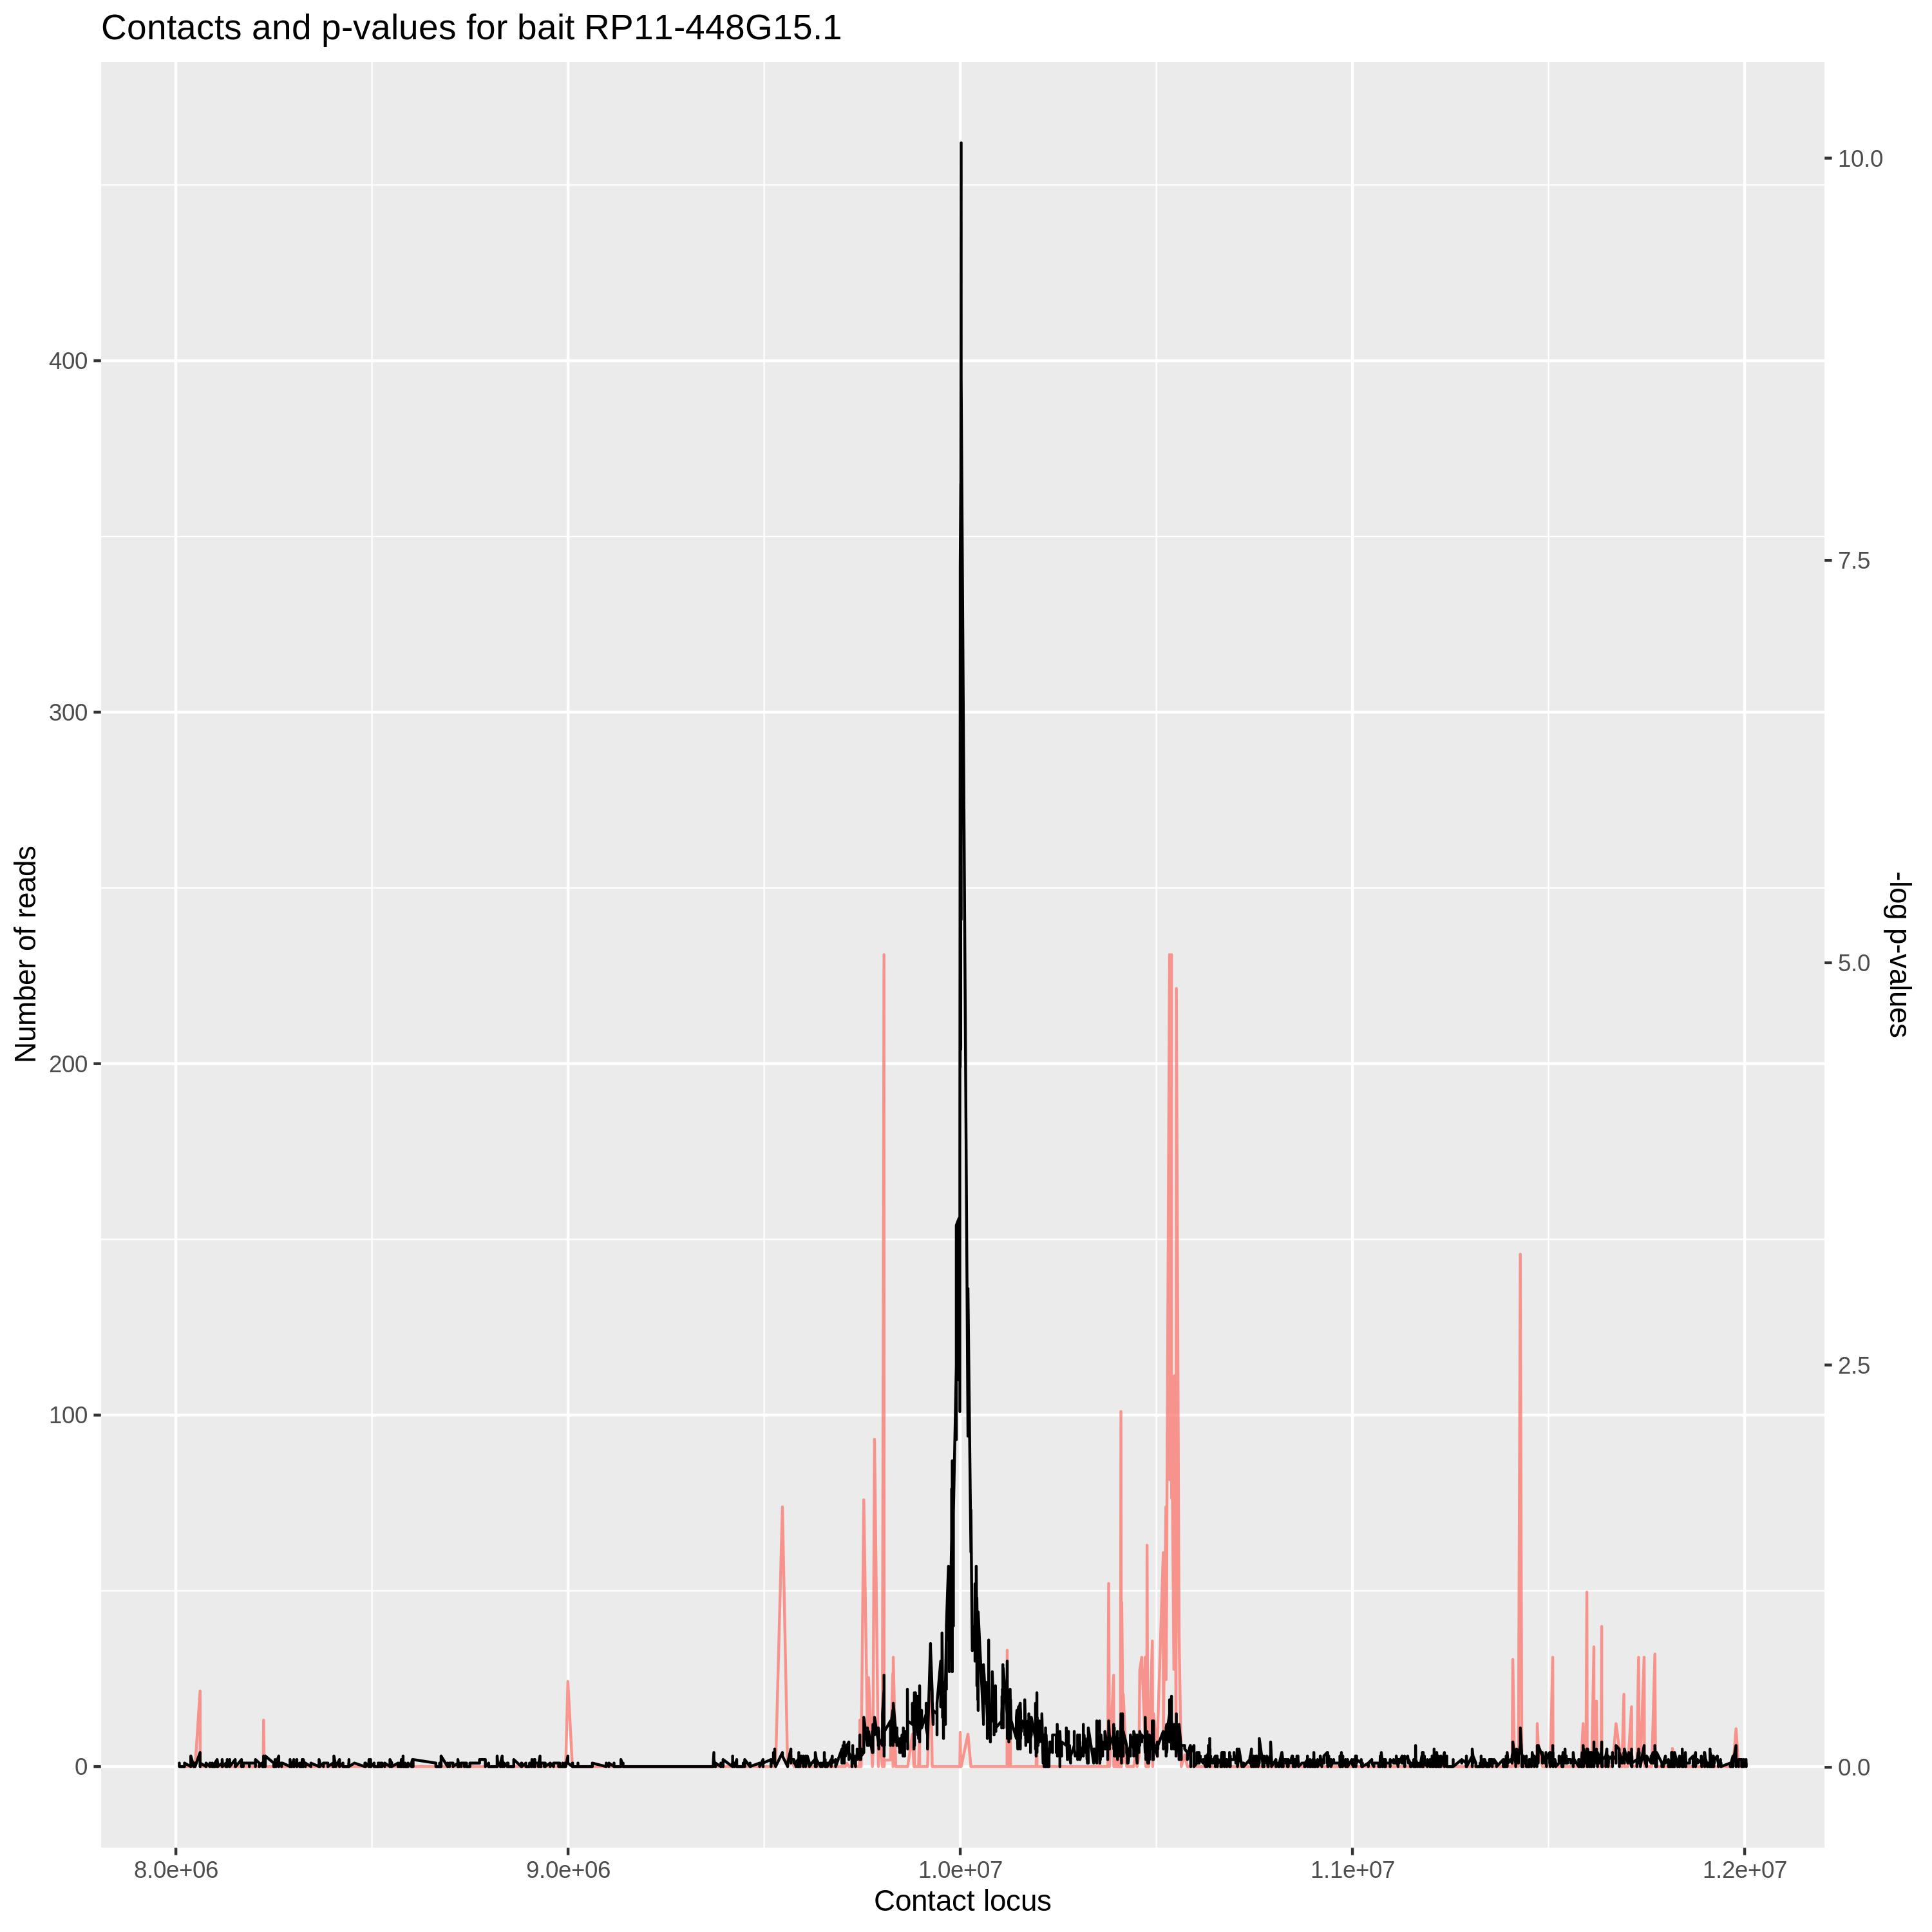 Contacts and p-values for bait RP11-448G15.1
10.0
400
7.5
300
Number of reads
-log p-values
5.0
200
2.5
100
0
0.0
8.0e+06 9.0e+06 1.0e+07 1.1e+07 1.2e+07
Contact locus